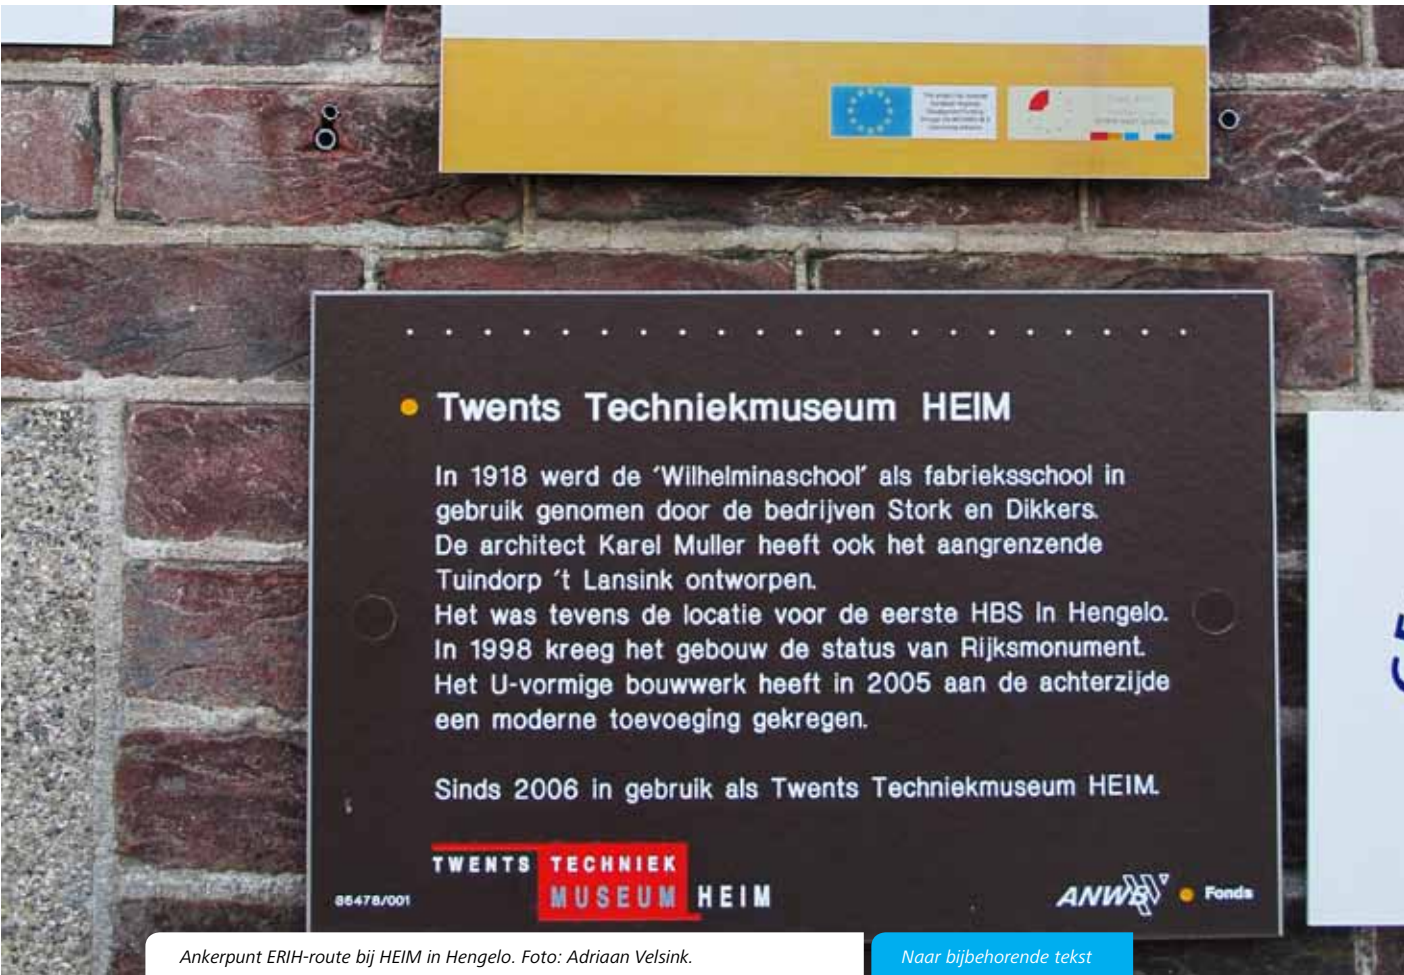 Twents Techniekmuseum HEIM
In 1918 werd de 'Wilhelminaschool' als fabrieksschool in
gebruik genomen door de bedrijven Stork en Dikkers.
De architect Karel Muller heeft ook het aangrenzende
Tuindorp 't Lansink ontworpen.
Het was tevens de locatie voor de eerste HBS in Hengelo.
In 1998 kreeg het gebouw de status van Rijksmonument.
Het U-vormige bouwwerk heeft in 2005 aan de achterzijde
een moderne toevoeging gekregen.
Sinds 2006 in gebruik als Twents Techniekmuseum HEIM.
TWENTS TECHNIEK
MUSEUM HEIM
86478/001
ANWB Fonds
Ankerpunt ERIH-route bij HEIM in Hengelo. Foto: Adriaan Velsink.
Naar bijbehorende tekst